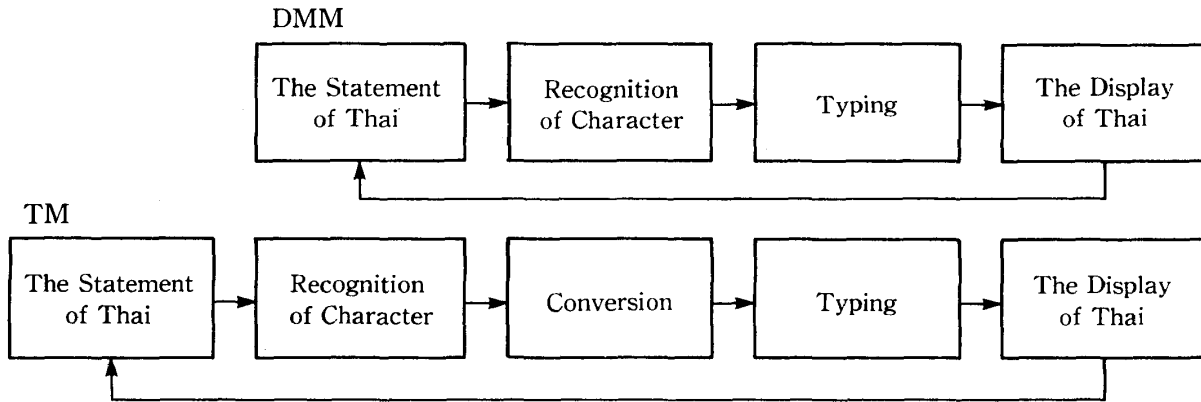 DMM
The Statement
of Thai
Recognition
of Character
Typing
The Display
of Thai
TM
The Statement
of Thai
Recognition
of Character
Conversion
Typing
The Display
of Thai